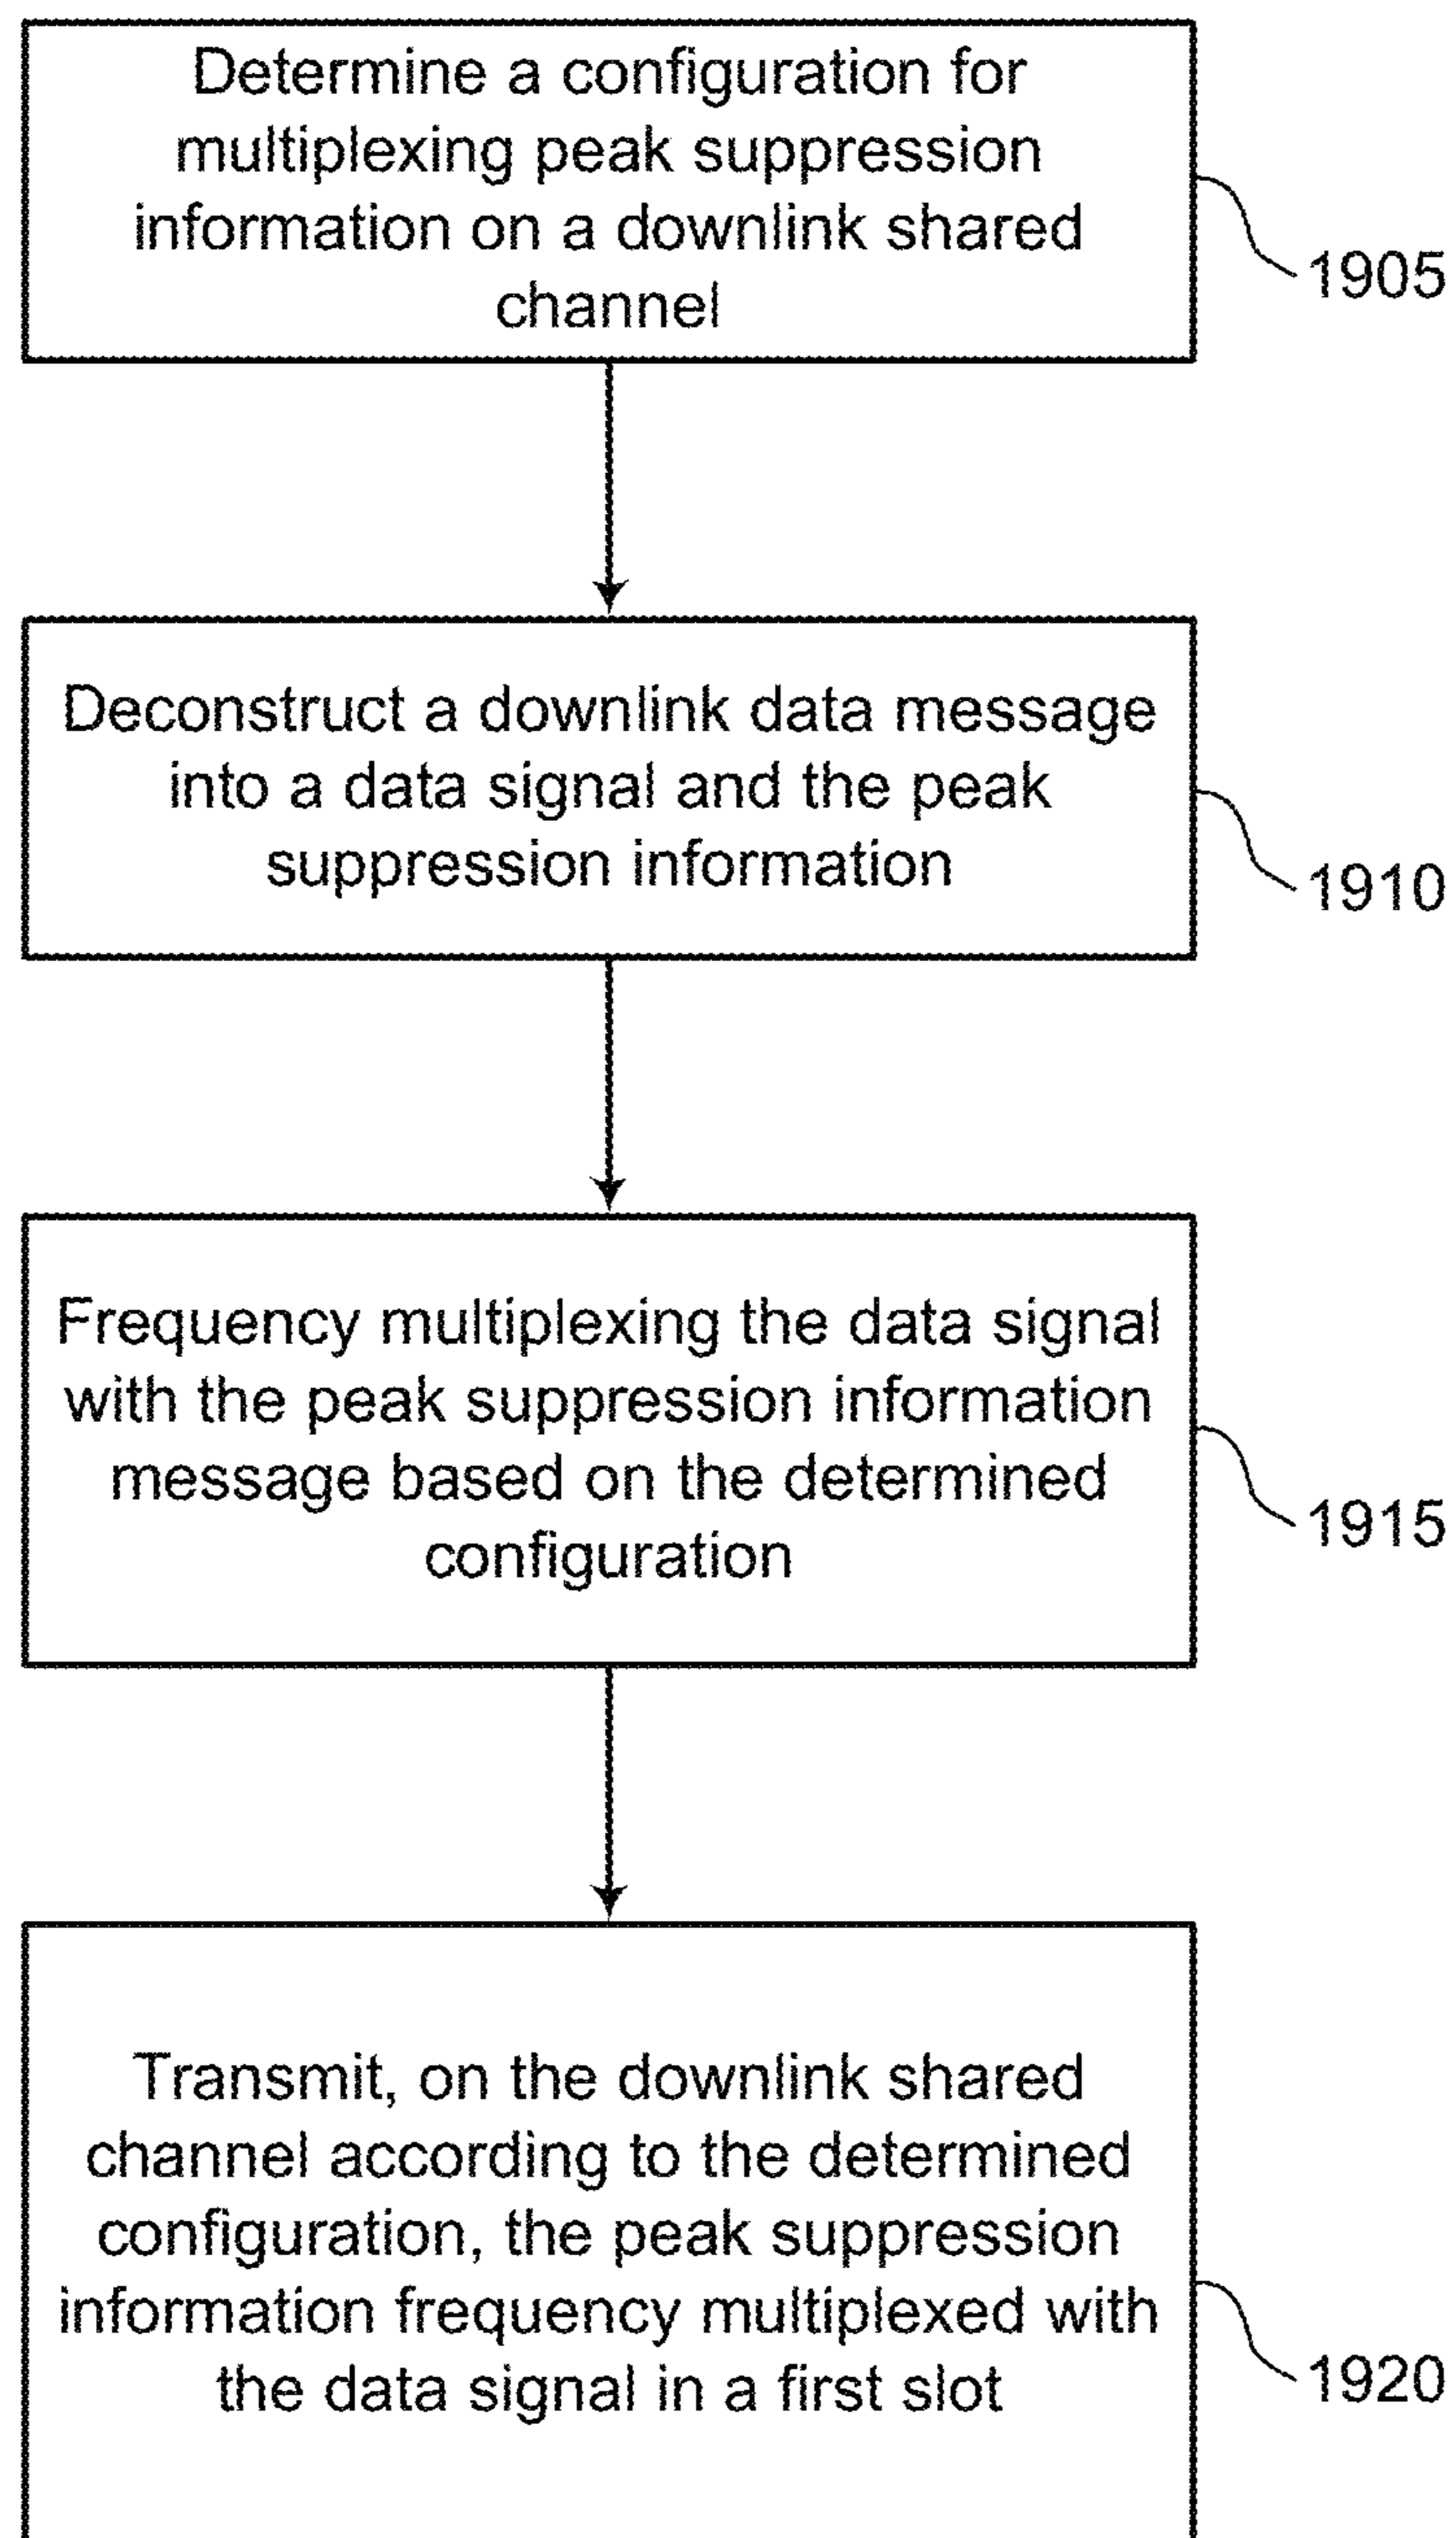 Determine a configuration for
multiplexing peak suppression
information on a downlink shared
channel
1905
Deconstruct a downlink data message
into a data signal and the peak
suppression information
1910
Frequency multiplexing the data signal
with the peak suppression information
message based on the determined
configuration
1915
Transmit, on the downlink shared
channel according to the determined
configuration, the peak suppression
information frequency multiplexed with
the data signal in a first slot
1920